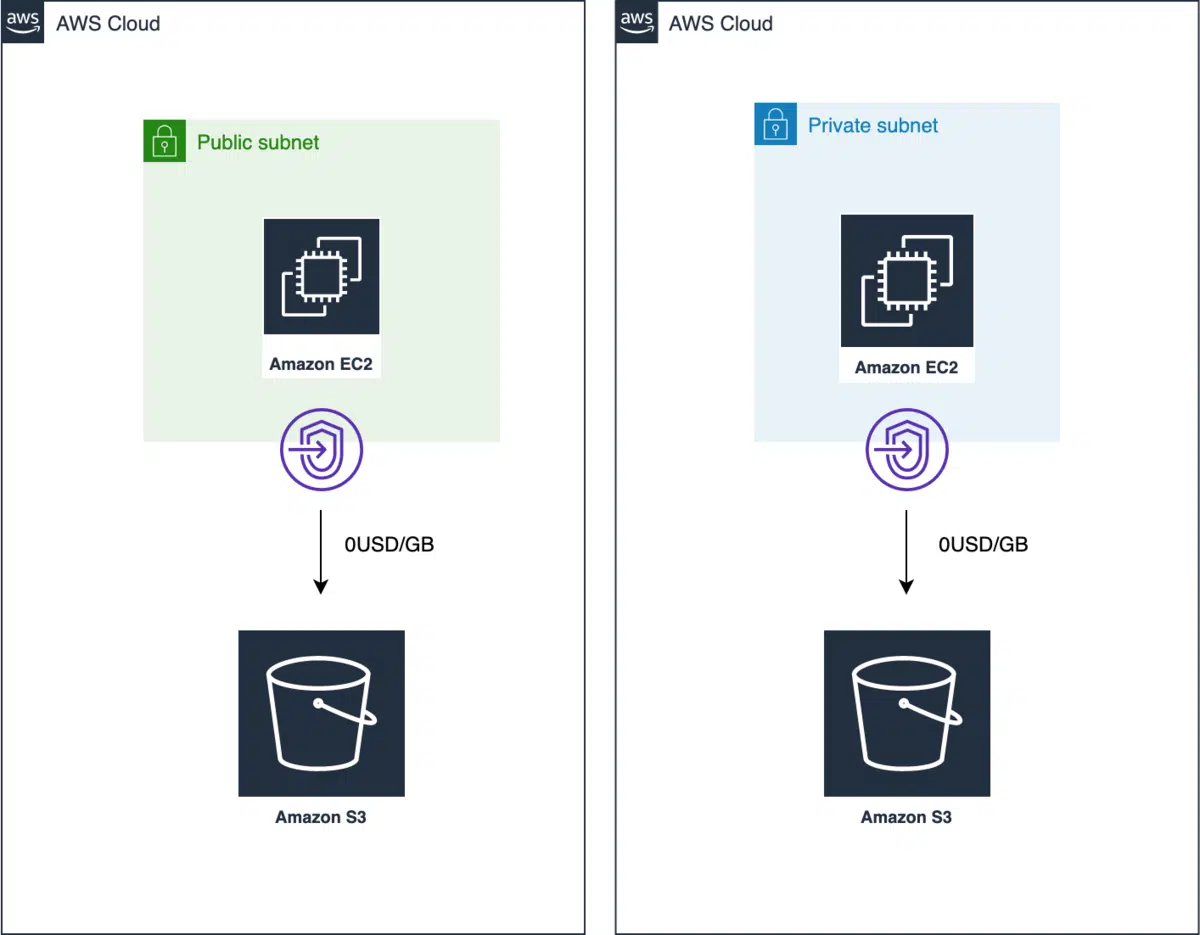 aws AWS Cloud
Public subnet
Amazon EC2
0USD/GB
Amazon S3
aws AWS Cloud
Private subnet
Amazon EC2
0USD/GB
Amazon S3